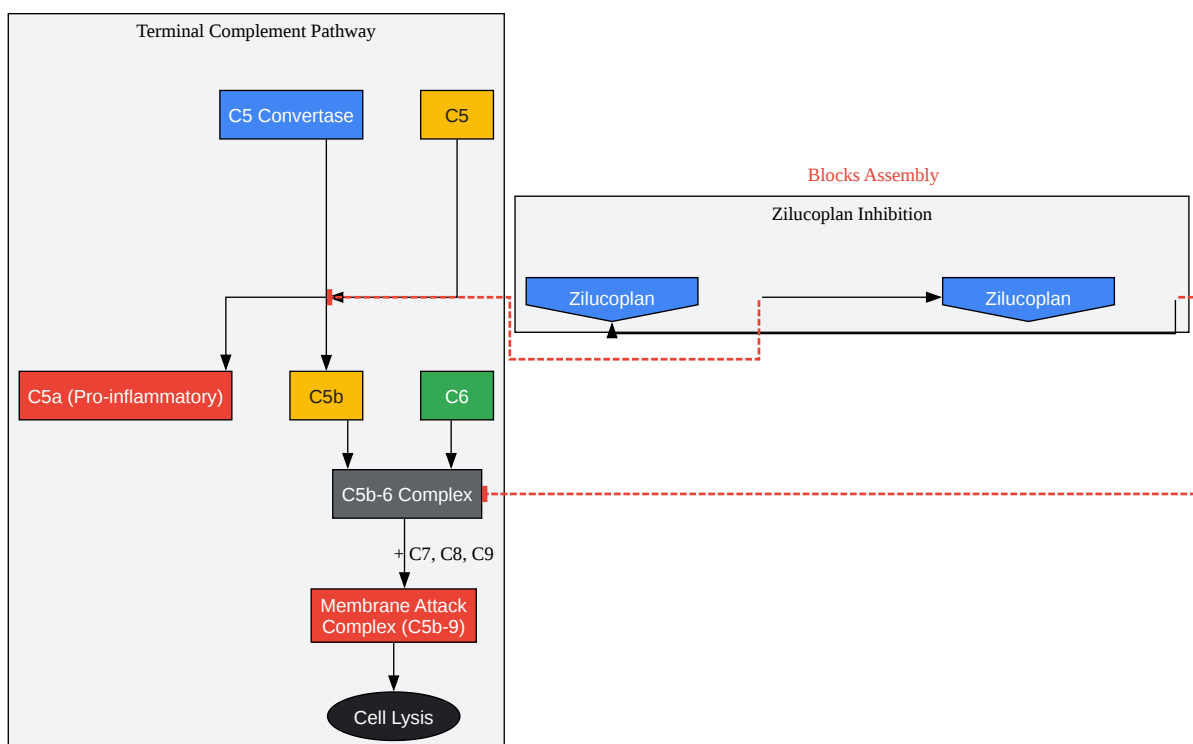 Terminal Complement Pathway
C5 Convertase
C5
Blocks Assembly
Zilucoplan Inhibition
Zilucoplan
Zilucoplan
C5a (Pro-inflammatory)
C5b
C6
C5b-6 Complex
+ C7, C8, C9
Membrane Attack
Complex (C5b-9)
Cell Lysis